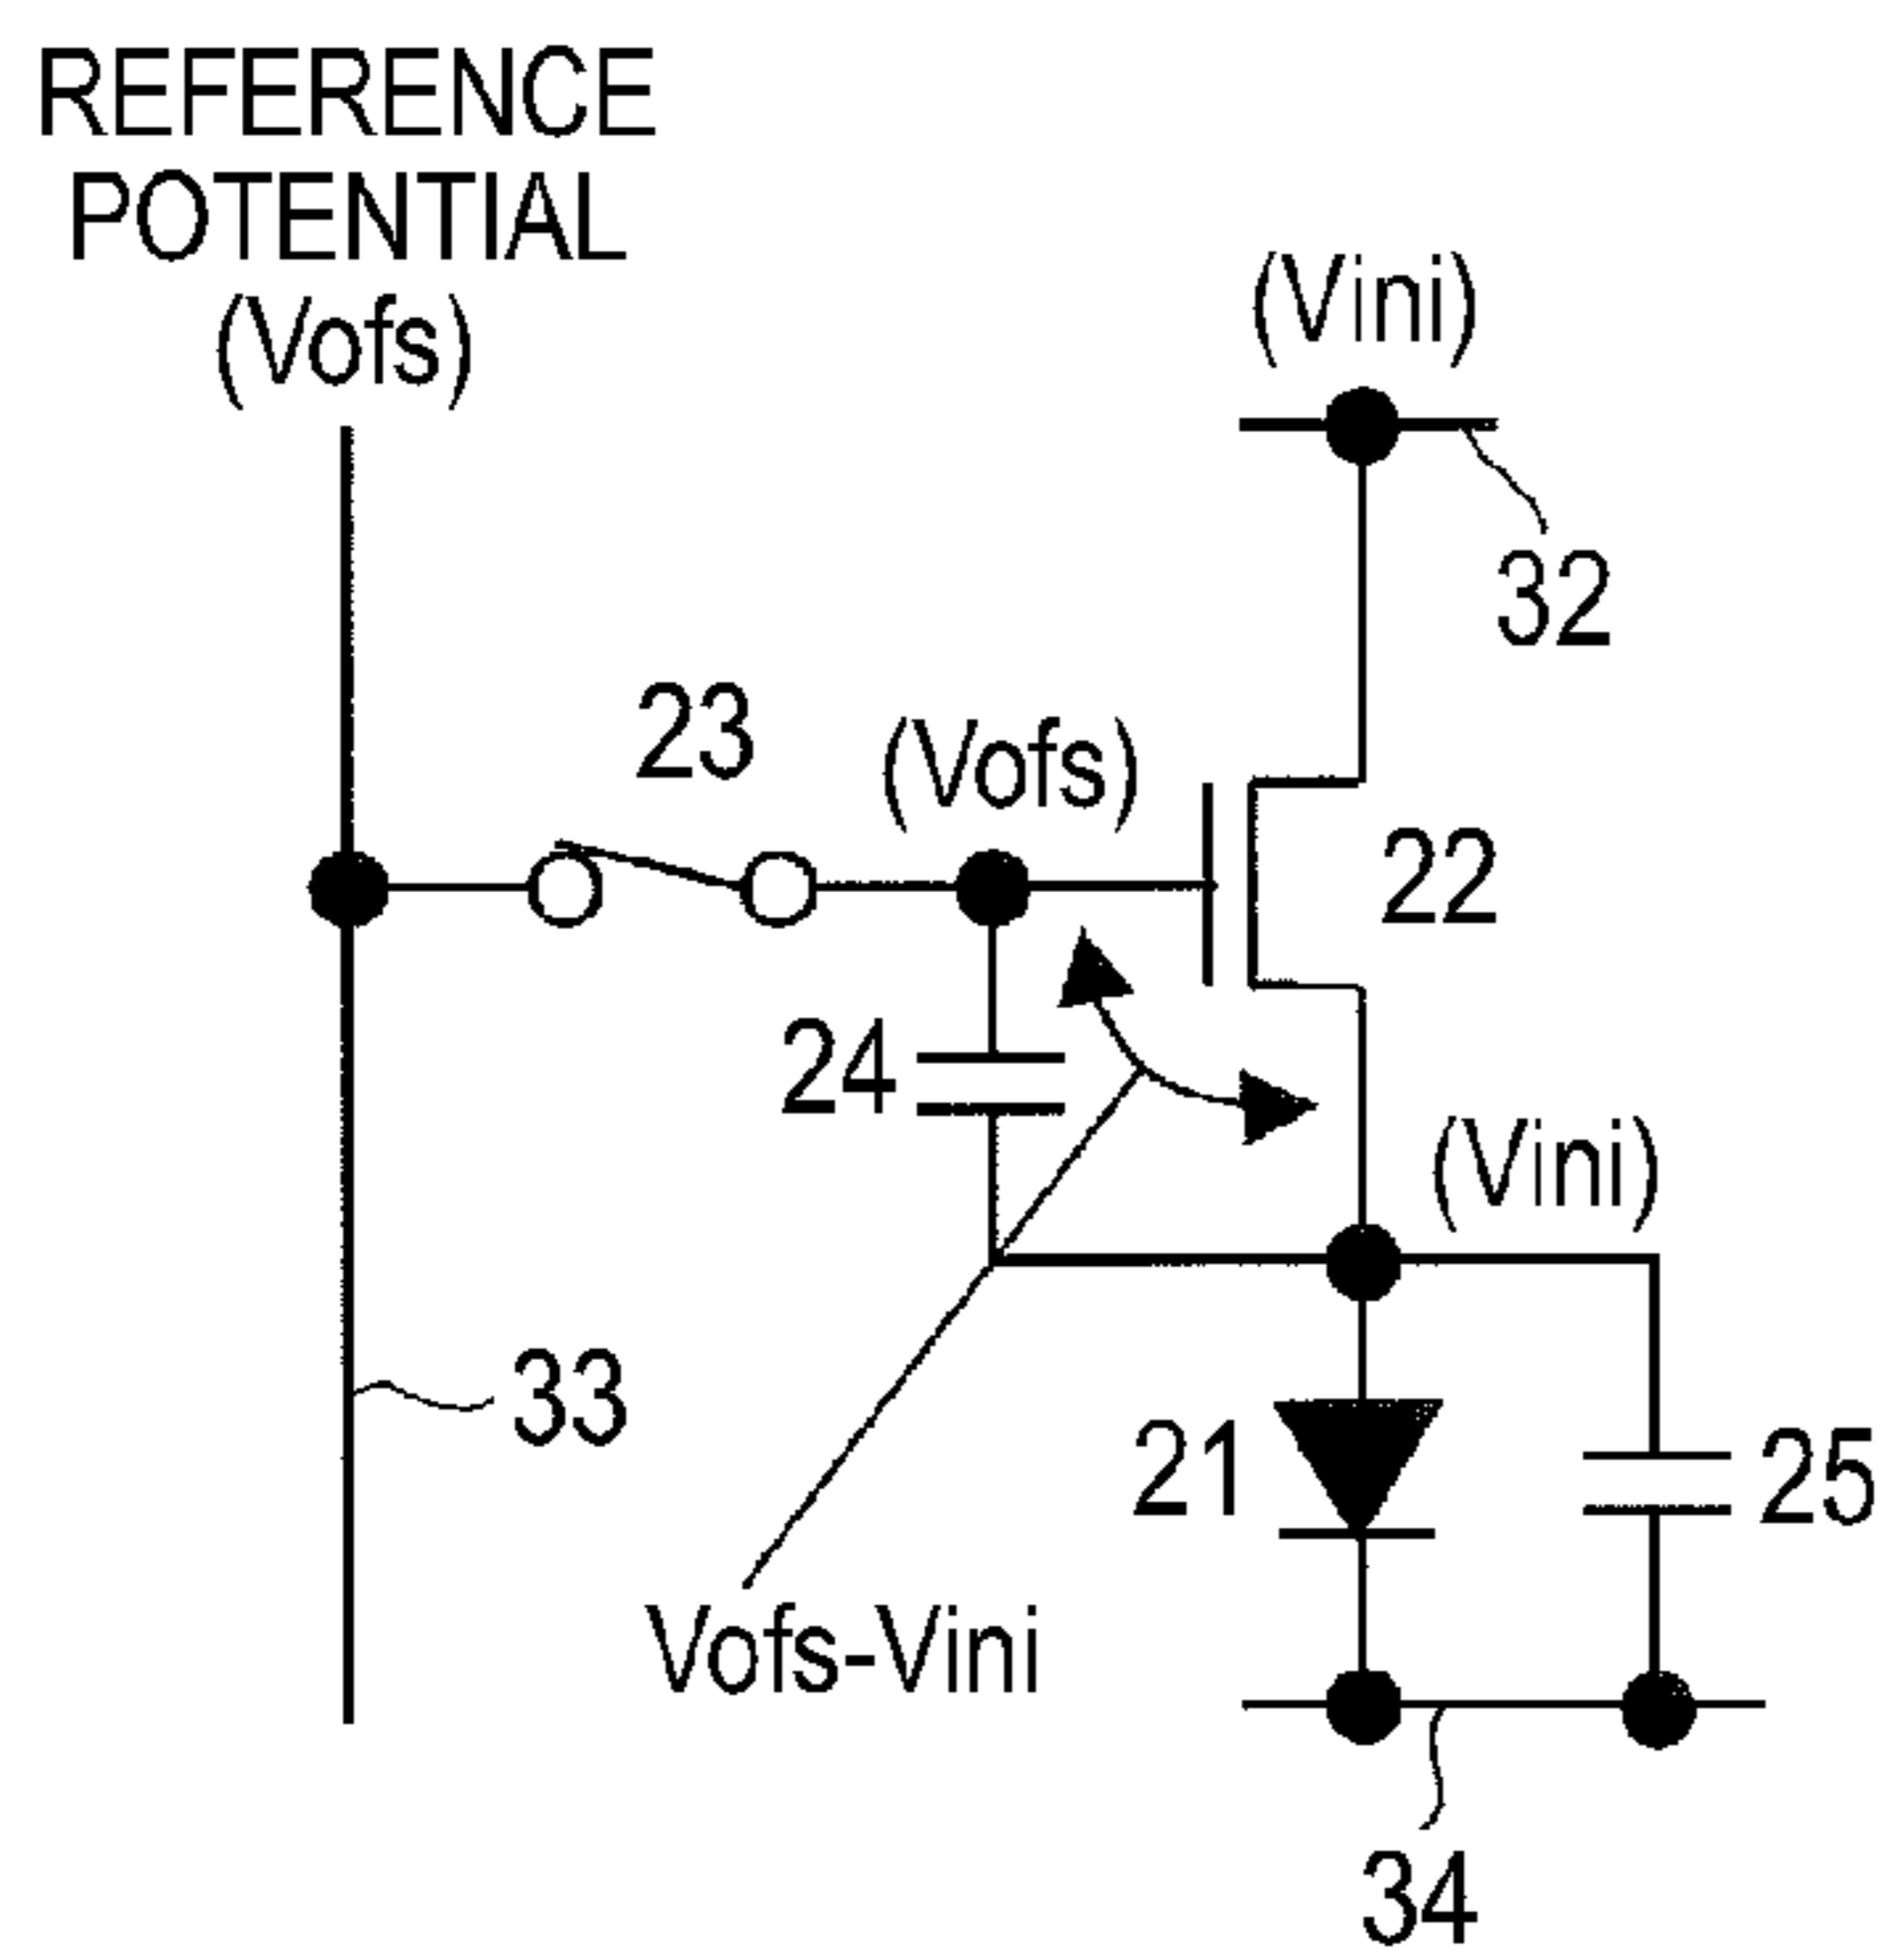 REFERENCE
POTENTIAL
(Vofs)
(Vini)
32
23
(Vofs)
22
24
(Vini)
33
21
25
Vofs-Vini
34